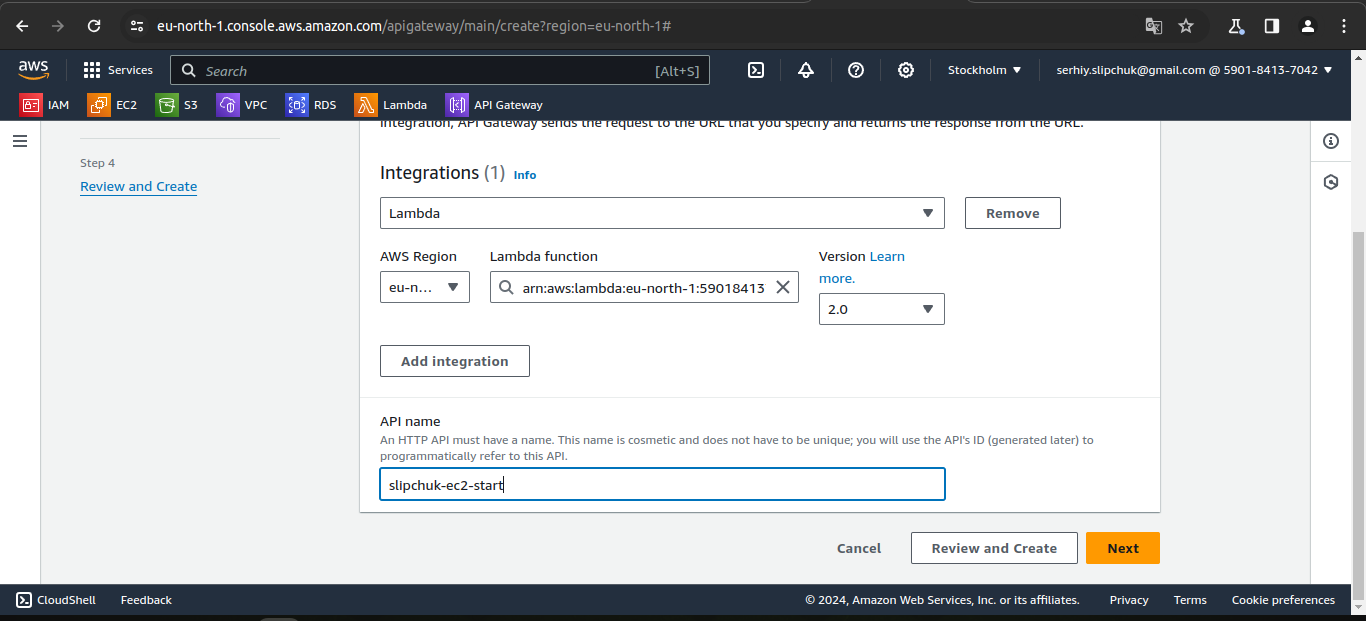 eu-north-1.console.aws.amazon.com/apigateway/main/create?region=eu-north-1#
aws
Services
Search
[Alt+S]
Stockholm
serhiy.slipchuk@gmail.com @ 5901-8413-7042
IAM
EC2
S3
VPC
RDS
Lambda
API Gateway
integration, API Gateway sends the request to the URL that you specify and returns the response from the URL.
Step 4
Review and Create
Integrations (1) Info
Lambda
Remove
AWS Region
Lambda function
Version Learn
more.
eu-n...
arn:aws:lambda:eu-north-1:59018413
2.0
Add integration
API name
An HTTP API must have a name. This name is cosmetic and does not have to be unique; you will use the API's ID (generated later) to
programmatically refer to this API.
slipchuk-ec2-start
Cancel
Review and Create
Next
CloudShell
Feedback
© 2024, Amazon Web Services, Inc. or its affiliates.
Privacy
Terms
Cookie preferences